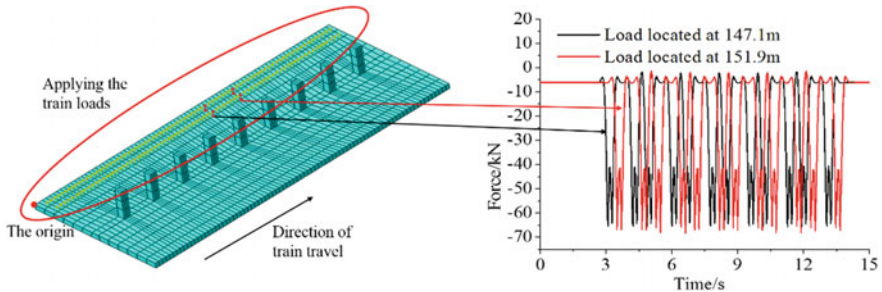 Applying the
train loads
The origin
Direction of
train travel
20
10
0
-10
-20
-30
-40
-50
-60
-70
Force/kN
Load located at 147.1m
Load located at 151.9m
0
3
6
9
12
15
Time/s